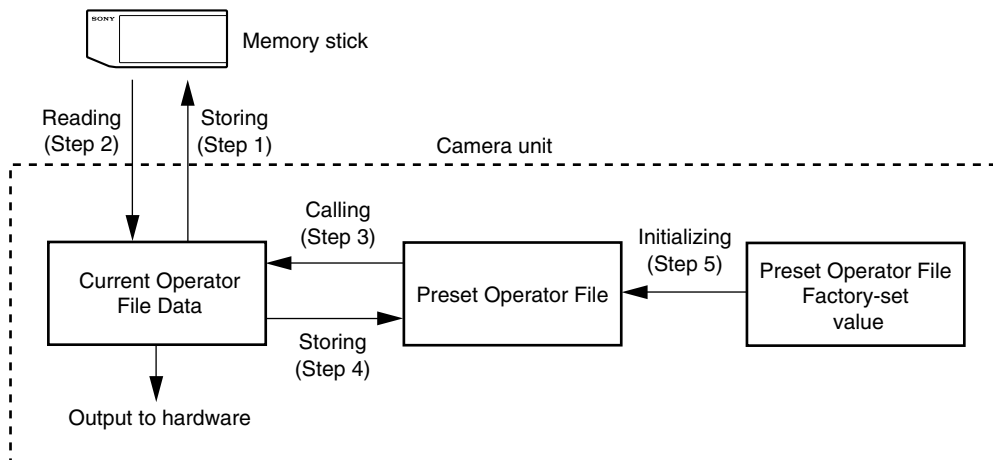 SONY
Memory stick
Reading
(Step 2)
Storing
(Step 1)
Camera unit
Calling
(Step 3)
Initializing
(Step 5)
Current Operator
File Data
Preset Operator File
Preset Operator File
Factory-set
value
Storing
(Step 4)
Output to hardware